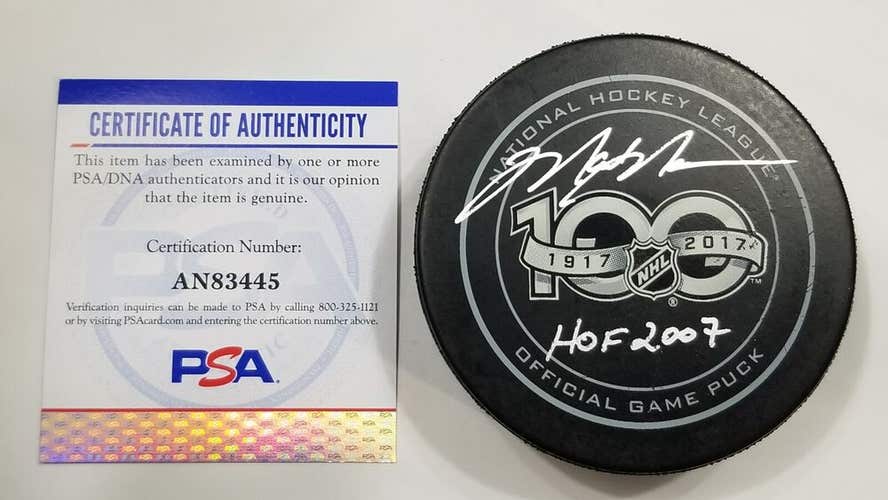 CERTIFICATE OF AUTHENTICITY
This item has been examined by one or more
PSA/DNA authenticators and it is our opinion
that the item is genuine.
Certification Number:
AN83445
Verification inquiries can be made to PSA by calling 800-325-1121
or by visiting PSAcard.com and entering the certification number above.
PSA
NATIONAL HOCKEY LEAGUE
100
1917 2017
NHL
HOF 2007
OFFICIAL GAME PUCK